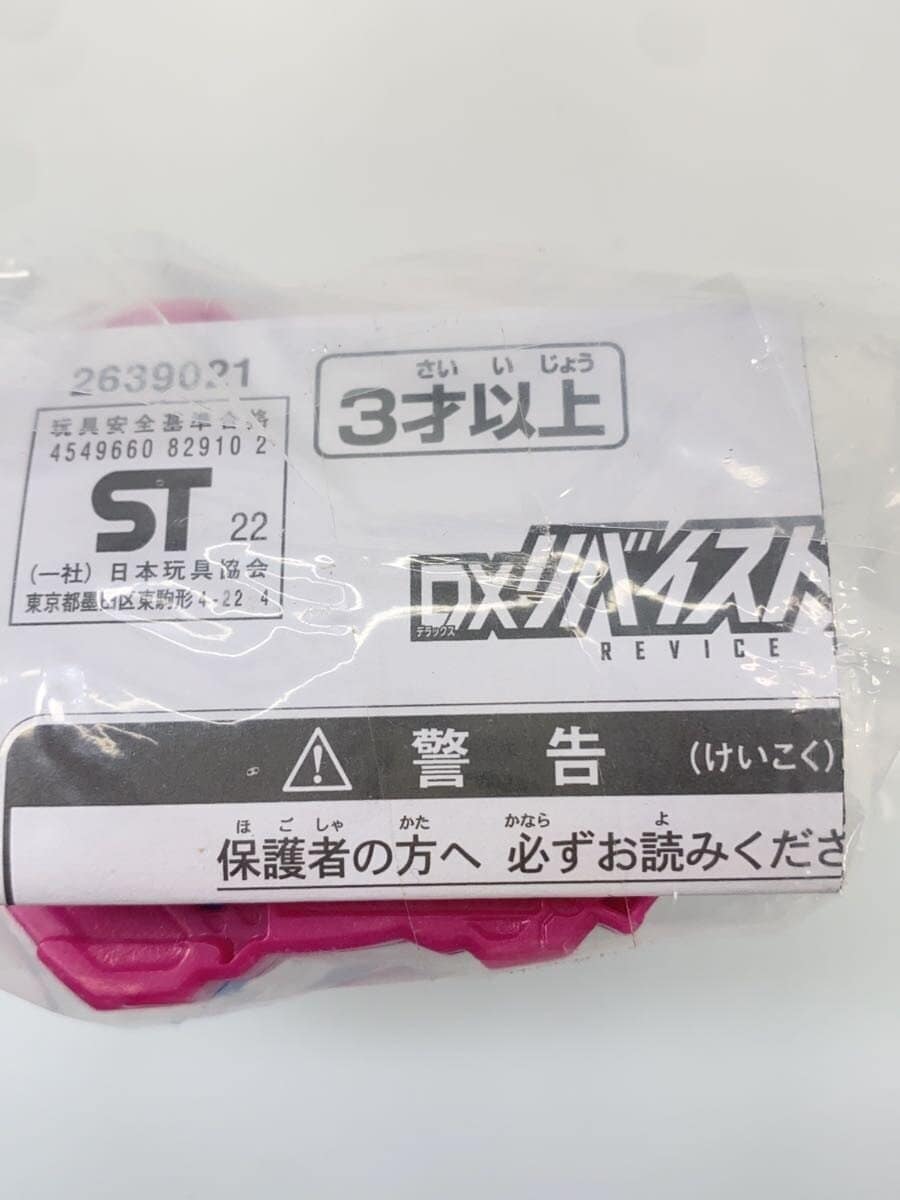 2639021
玩具安全基準合格
4549660 82910 2
ST 22
(一社) 日本玩具協会
東京都墨田区東駒形4-22-4
さい い じょう
3才以上
DXリバイスト
デラックス
REVICE
警告 (けいこく)
ほ ご しゃ かた かなら よ
保護者の方へ 必ずお読みくださ